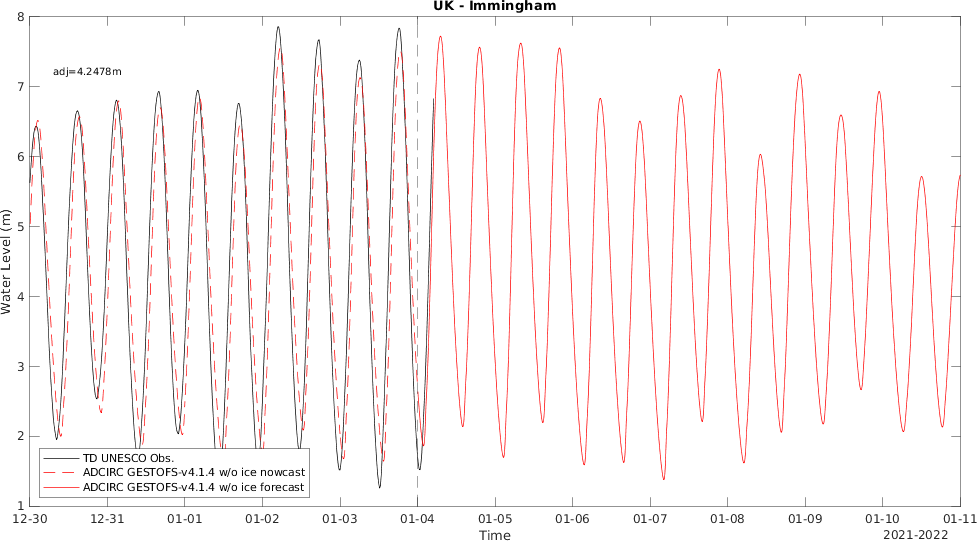 UK - Immingham
8
adj=4.2478m
7
6
5
4
3
2
1
Water Level (m)
TD UNESCO Obs.
ADCIRC GESTOFS-v4.1.4 w/o ice nowcast
ADCIRC GESTOFS-v4.1.4 w/o ice forecast
12-30 12-31 01-01 01-02 01-03 01-04 01-05 01-06 01-07 01-08 01-09 01-10 01-11
Time
2021-2022